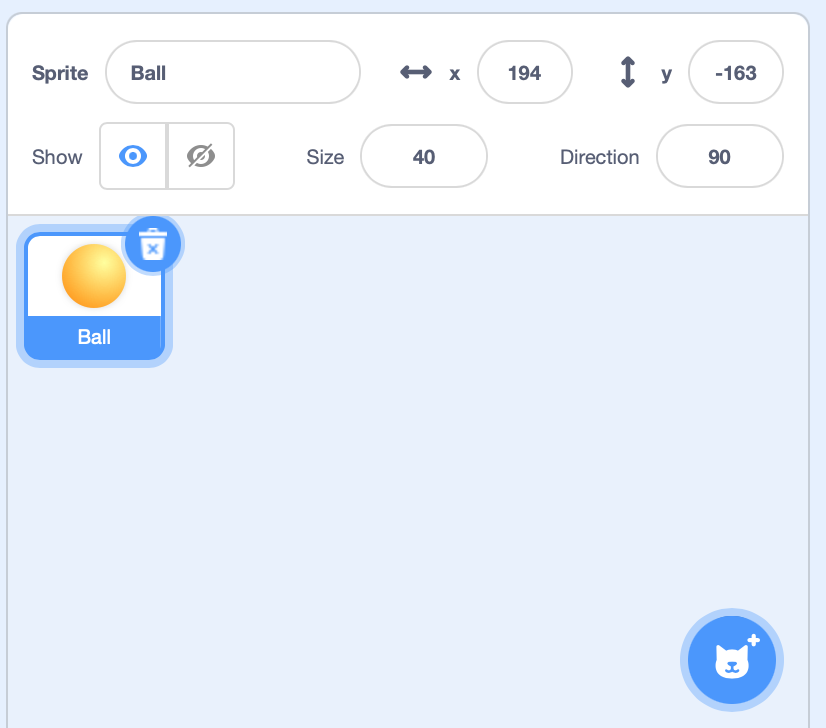 Sprite Ball x 194 y -163
Show Size 40 Direction 90
Ball